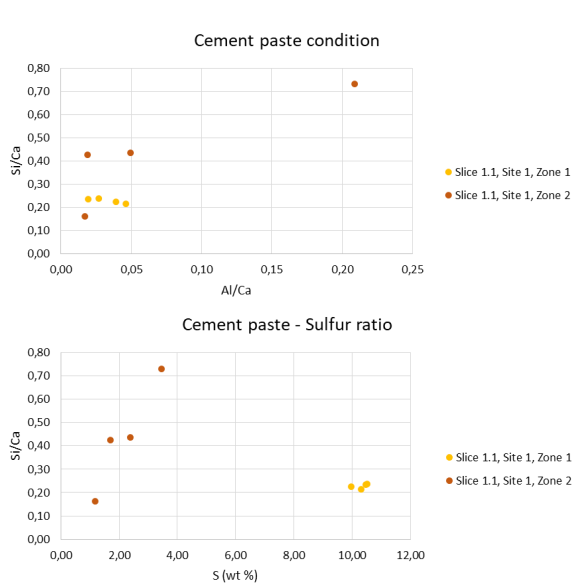 Cement paste condition
0,80
0,70
0,60
0,50
0,40
0,30
0,20
0,10
0,00
Si/Ca
0,00 0,05 0,10 0,15 0,20 0,25
Al/Ca
Slice 1.1, Site 1, Zone 1
Slice 1.1, Site 1, Zone 2
Cement paste - Sulfur ratio
0,80
0,70
0,60
0,50
0,40
0,30
0,20
0,10
0,00
Si/Ca
0,00 2,00 4,00 6,00 8,00 10,00 12,00
S (wt %)
Slice 1.1, Site 1, Zone 1
Slice 1.1, Site 1, Zone 2